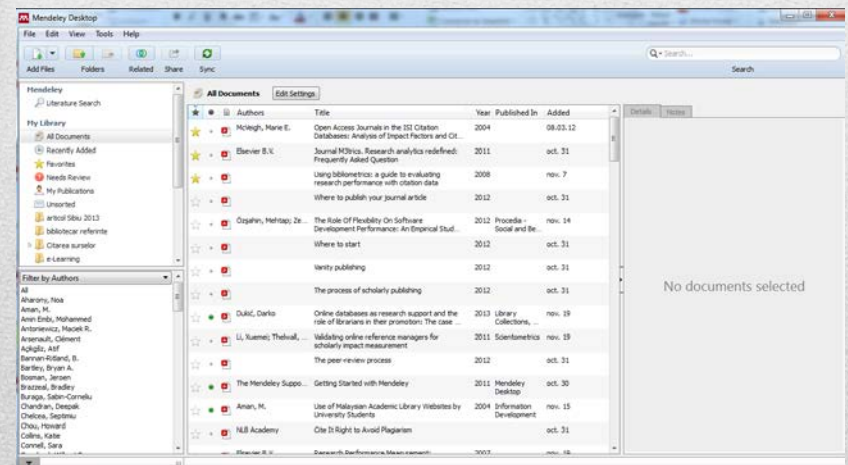 Mendeley Desktop
File Edit View Tools Help
Add Files Folders Related Share Sync
Search...
Search
Mendeley
Literature Search
My Library
All Documents
Recently Added
Favorites
Needs Review
My Publications
Unsorted
articol Sibiu 2013
bibliotecar referinte
Citarea surselor
e-Learning
Filter by Authors
All
Aharony, Noa
Aman, M.
Amin Embi, Mohammed
Antoniewicz, Maciek R.
Arsenault, Clément
Açikgöz, Atif
Bannan-Ritland, B.
Bartley, Bryan A.
Bosman, Jeroen
Brazzeal, Bradley
Buraga, Sabin-Corneliu
Chandran, Deepak
Chelcea, Septimiu
Chou, Howard
Collins, Katie
Connell, Sara
All Documents Edit Settings
Authors Title Year Published In Added
McVeigh, Marie E. Open Access Journals in the ISI Citation 2004 08.03.12
Databases: Analysis of Impact Factors and Cit...
Elsevier B.V. Journal M3trics. Research analytics redefined: 2011 oct. 31
Frequently Asked Question
Using bibliometrics: a guide to evaluating 2008 nov. 7
research performance with citation data
Where to publish your journal article 2012 oct. 31
Özşahin, Mehtap; Ze... The Role Of Flexibility On Software 2012 Procedia - nov. 14
Development Performance: An Empirical Stud... Social and Be...
Where to start 2012 oct. 31
Vanity publishing 2012 oct. 31
The process of scholarly publishing 2012 oct. 31
Dukić, Darko Online databases as research support and the 2013 Library nov. 19
role of librarians in their promotion: The case ... Collections, ...
Li, Xuemei; Thelwall, ... Validating online reference managers for 2011 Scientometrics nov. 19
scholarly impact measurement
The peer-review process 2012 oct. 31
The Mendeley Suppo... Getting Started with Mendeley 2011 Mendeley oct. 30
Desktop
Aman, M. Use of Malaysian Academic Library Websites by 2004 Information nov. 15
University Students Development
NLB Academy Cite It Right to Avoid Plagiarism oct. 31
Elsevier B.V. Research Performance Measurement: 2007 nov. 19
Details Notes
No documents selected